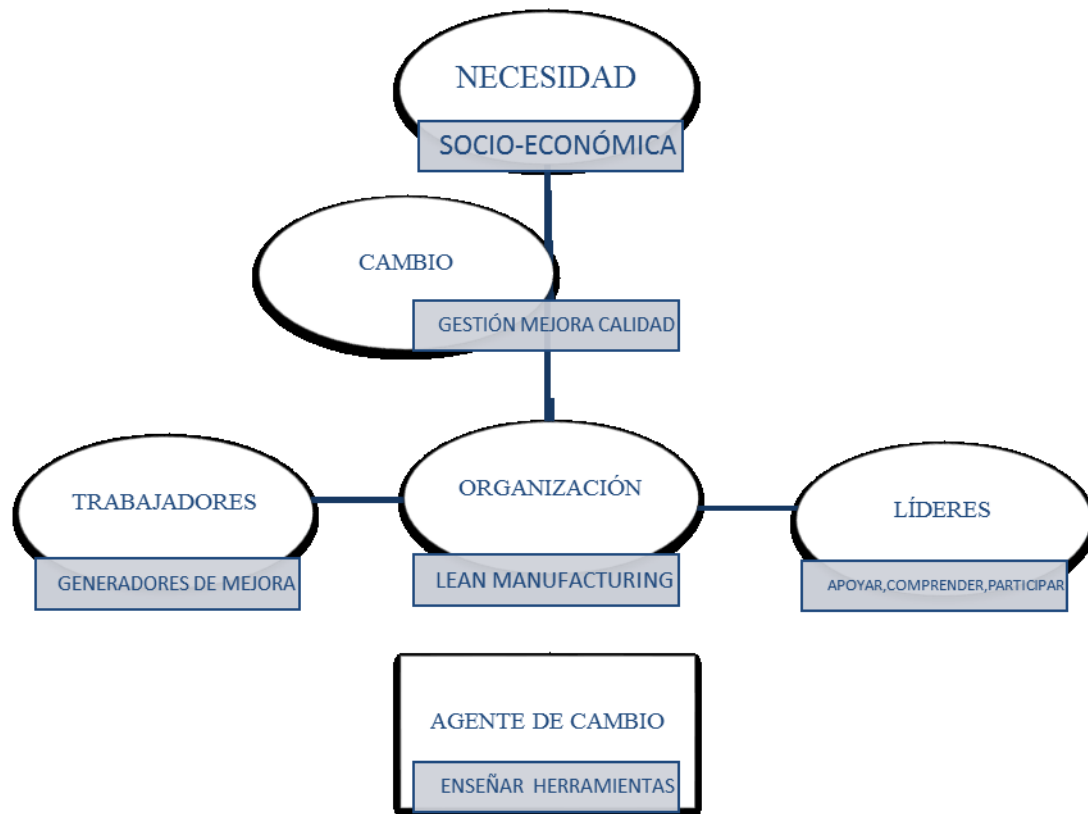 NECESIDAD
SOCIO-ECONÓMICA
CAMBIO
GESTIÓN MEJORA CALIDAD
TRABAJADORES
GENERADORES DE MEJORA
ORGANIZACIÓN
LEAN MANUFACTURING
LÍDERES
APOYAR,COMPRENDER,PARTICIPAR
AGENTE DE CAMBIO
ENSEÑAR HERRAMIENTAS